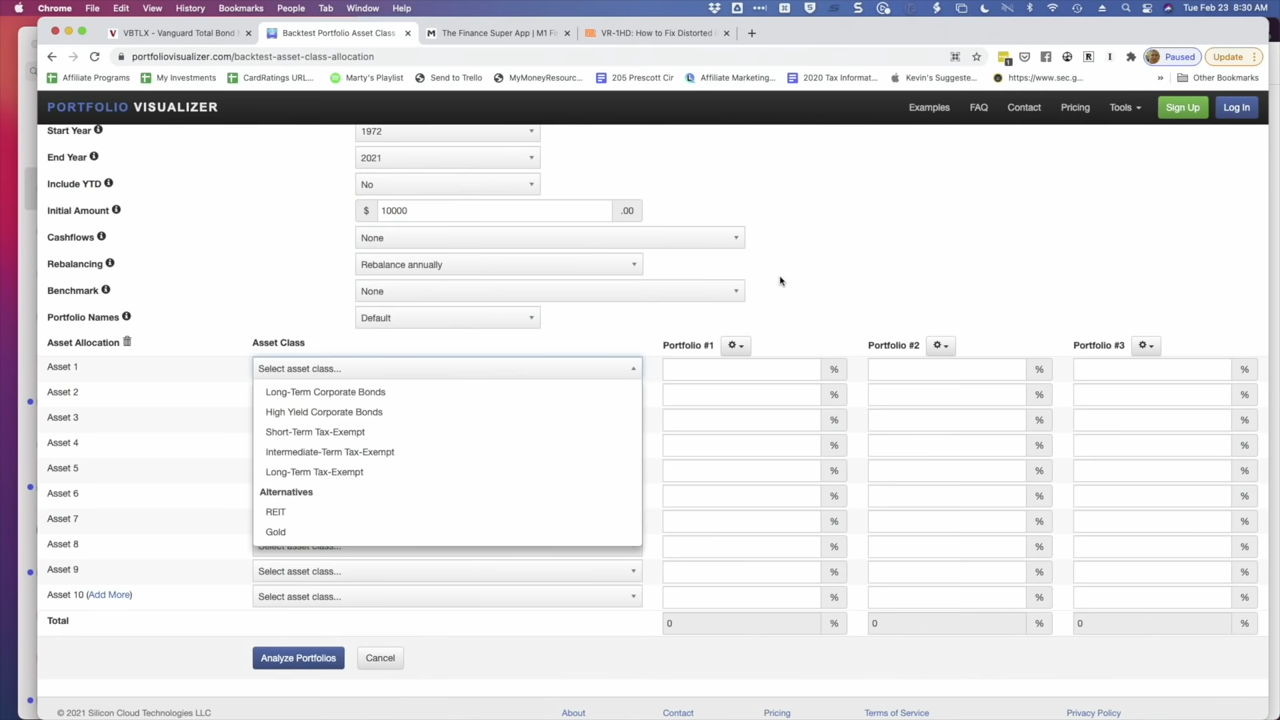 Chrome File Edit View History Bookmarks People Tab Window Help Tue Feb 23 8:30 AM
VBTLX - Vanguard Total Bond Backtest Portfolio Asset Class The Finance Super App | M1 Fi VR-1HD: How to Fix Distorted
portfoliovisualizer.com/backtest-asset-class-allocation Paused Update
Affiliate Programs My Investments CardRatings URL... Marty's Playlist Send to Trello MyMoneyResourc... 205 Prescott Cir Affiliate Marketing... 2020 Tax Informat... Kevin's Suggeste... https://www.sec.g... » Other Bookmarks
PORTFOLIO VISUALIZER Examples FAQ Contact Pricing Tools Sign Up Log In
Start Year 1972
End Year 2021
Include YTD No
Initial Amount $ 10000 .00
Cashflows None
Rebalancing Rebalance annually
Benchmark None
Portfolio Names Default
Asset Allocation Asset Class Portfolio #1 Portfolio #2 Portfolio #3
Asset 1 Select asset class... % % %
Asset 2 Long-Term Corporate Bonds % % %
High Yield Corporate Bonds
Asset 3 % % %
Short-Term Tax-Exempt
Asset 4 Intermediate-Term Tax-Exempt % % %
Asset 5 Long-Term Tax-Exempt % % %
Asset 6 Alternatives % % %
Asset 7 REIT % % %
Gold
Asset 8 Select asset class... % % %
Asset 9 Select asset class... % % %
Asset 10 (Add More) Select asset class... % % %
Total 0 % 0 % 0 %
Analyze Portfolios Cancel
© 2021 Silicon Cloud Technologies LLC About Contact Pricing Terms of Service Privacy Policy